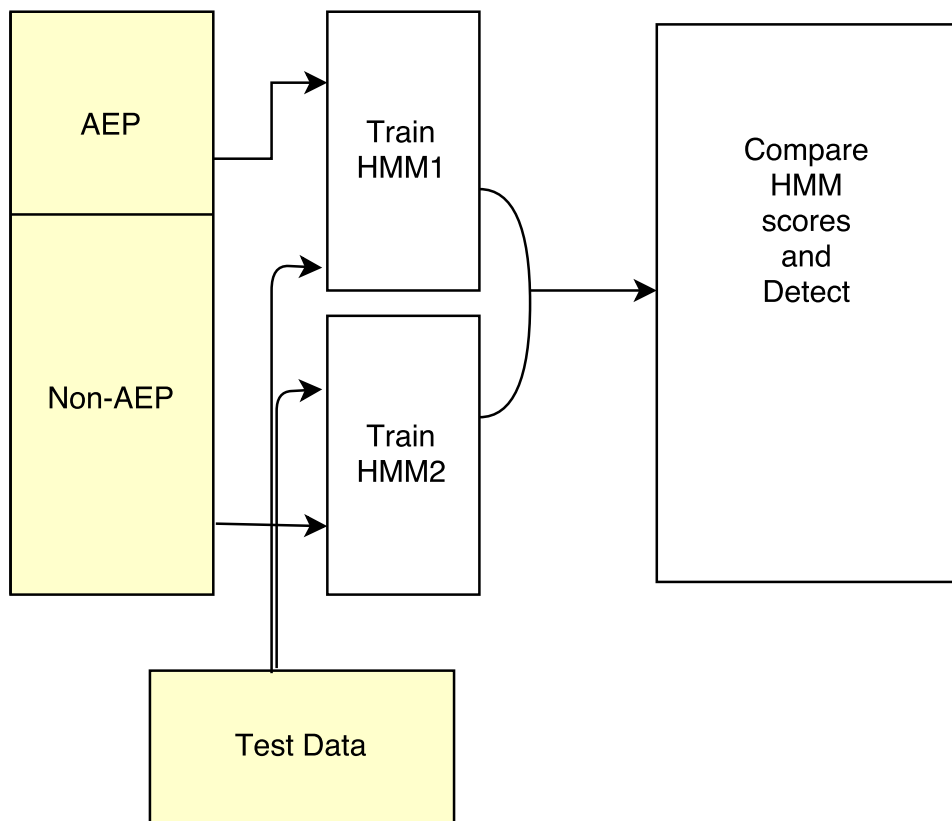 AEP
Non-AEP
Train
HMM1
Train
HMM2
Compare
HMM
scores
and
Detect
Test Data